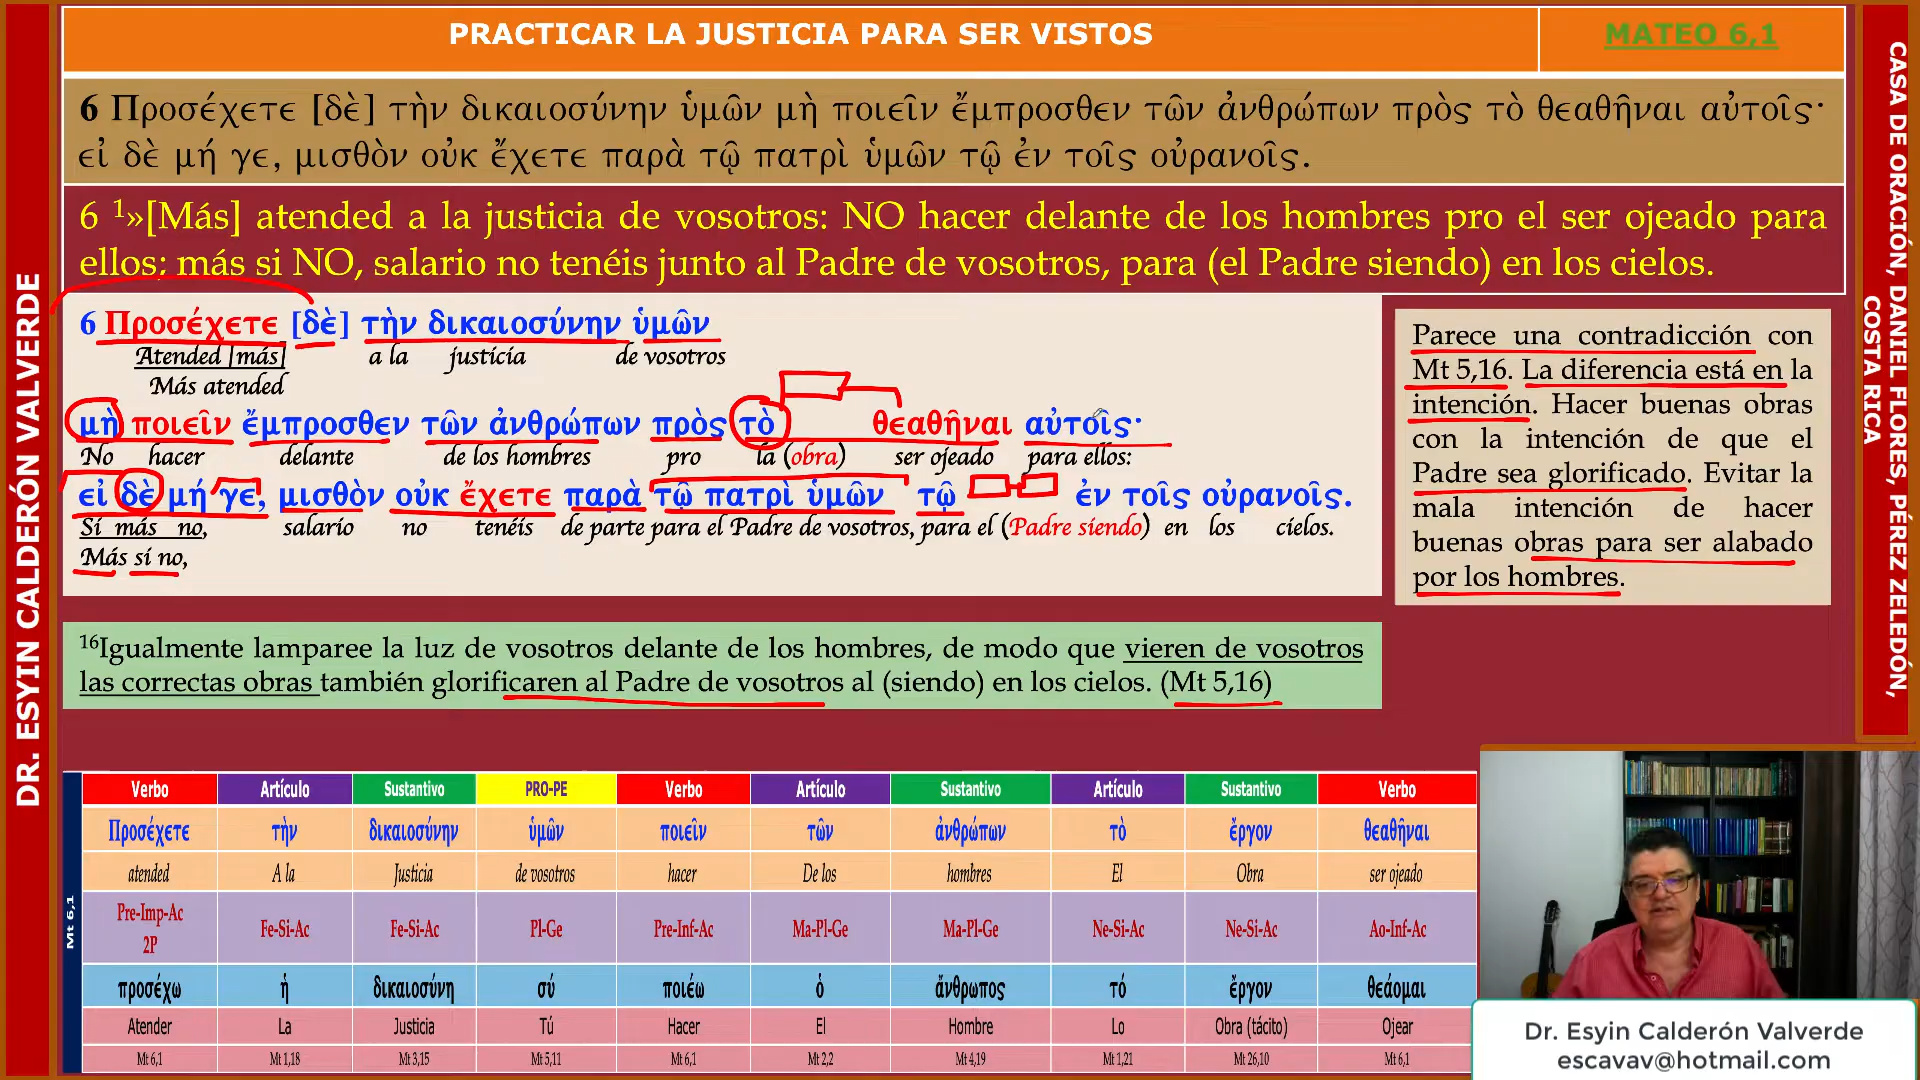 PRACTICAR LA JUSTICIA PARA SER VISTOS
MATEO 6,1
6 Προσέχετε [δὲ] τὴν δικαιοσύνην ὑμῶν μὴ ποιεῖν ἔμπροσθεν τῶν ἀνθρώπων πρὸς τὸ θεαθῆναι αὐτοῖς·
εἰ δὲ μή γε, μισθὸν οὐκ ἔχετε παρὰ τῷ πατρὶ ὑμῶν τῷ ἐν τοῖς οὐρανοῖς.
6 ¹»[Más] atended a la justicia de vosotros: NO hacer delante de los hombres pro el ser ojeado para
ellos; más si NO, salario no tenéis junto al Padre de vosotros, para (el Padre siendo) en los cielos.
6 Προσέχετε [δὲ] τὴν δικαιοσύνην ὑμῶν
Atended [más] a la justicia de vosotros
Más atended
μὴ ποιεῖν ἔμπροσθεν τῶν ἀνθρώπων πρὸς τὸ θεαθῆναι αὐτοῖς·
No hacer delante de los hombres pro la (obra) ser ojeado para ellos:
εἰ δὲ μή γε, μισθὸν οὐκ ἔχετε παρὰ τῷ πατρὶ ὑμῶν τῷ ἐν τοῖς οὐρανοῖς.
Si más no, salario no tenéis de parte para el Padre de vosotros, para el (Padre siendo) en los cielos.
Más si no,
Parece una contradicción con
Mt 5,16. La diferencia está en la
intención. Hacer buenas obras
con la intención de que el
Padre sea glorificado. Evitar la
mala intención de hacer
buenas obras para ser alabado
por los hombres.
¹⁶Igualmente lamparee la luz de vosotros delante de los hombres, de modo que vieren de vosotros
las correctas obras también glorificaren al Padre de vosotros al (siendo) en los cielos. (Mt 5,16)
Mt 6,1
Verbo Artículo Sustantivo PRO-PE Verbo Artículo Sustantivo Artículo Sustantivo Verbo
Προσέχετε τὴν δικαιοσύνην ὑμῶν ποιεῖν τῶν ἀνθρώπων τὸ ἔργον θεαθῆναι
atended A la Justicia de vosotros hacer De los hombres El Obra ser ojeado
Pre-Imp-Ac Fe-Si-Ac Fe-Si-Ac Pl-Ge Pre-Inf-Ac Ma-Pl-Ge Ma-Pl-Ge Ne-Si-Ac Ne-Si-Ac Ao-Inf-Ac
2P
προσέχω ἡ δικαιοσύνη σύ ποιέω ὁ ἄνθρωπος τό ἔργον θεάομαι
Atender La Justicia Tú Hacer El Hombre Lo Obra (tácito) Ojear
Mt 6,1 Mt 1,18 Mt 3,15 Mt 5,11 Mt 6,1 Mt 2,2 Mt 4,19 Mt 1,21 Mt 26,10 Mt 6,1
DR. ESYIN CALDERÓN VALVERDE
CASA DE ORACIÓN, DANIEL FLORES, PÉREZ ZELEDÓN,
COSTA RICA
Dr. Esyin Calderón Valverde
escavav@hotmail.com